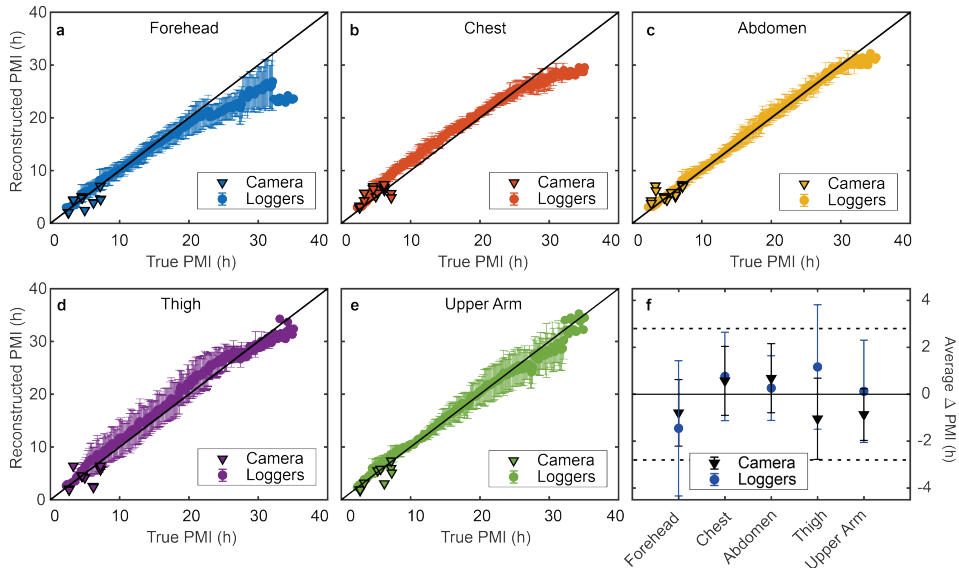 a
Forehead
b
Chest
c
Abdomen
Reconstructed PMI (h)
40
30
20
10
0
Camera
Loggers
Camera
Loggers
Camera
Loggers
0 10 20 30 40
0 10 20 30 40
0 10 20 30 40
True PMI (h)
True PMI (h)
True PMI (h)
d
Thigh
e
Upper Arm
f
Reconstructed PMI (h)
40
30
20
10
0
Camera
Loggers
Camera
Loggers
Camera
Loggers
4
2
0
-2
-4
Average Δ PMI (h)
0 10 20 30 40
0 10 20 30 40
True PMI (h)
True PMI (h)
Forehead
Chest
Abdomen
Thigh
Upper Arm